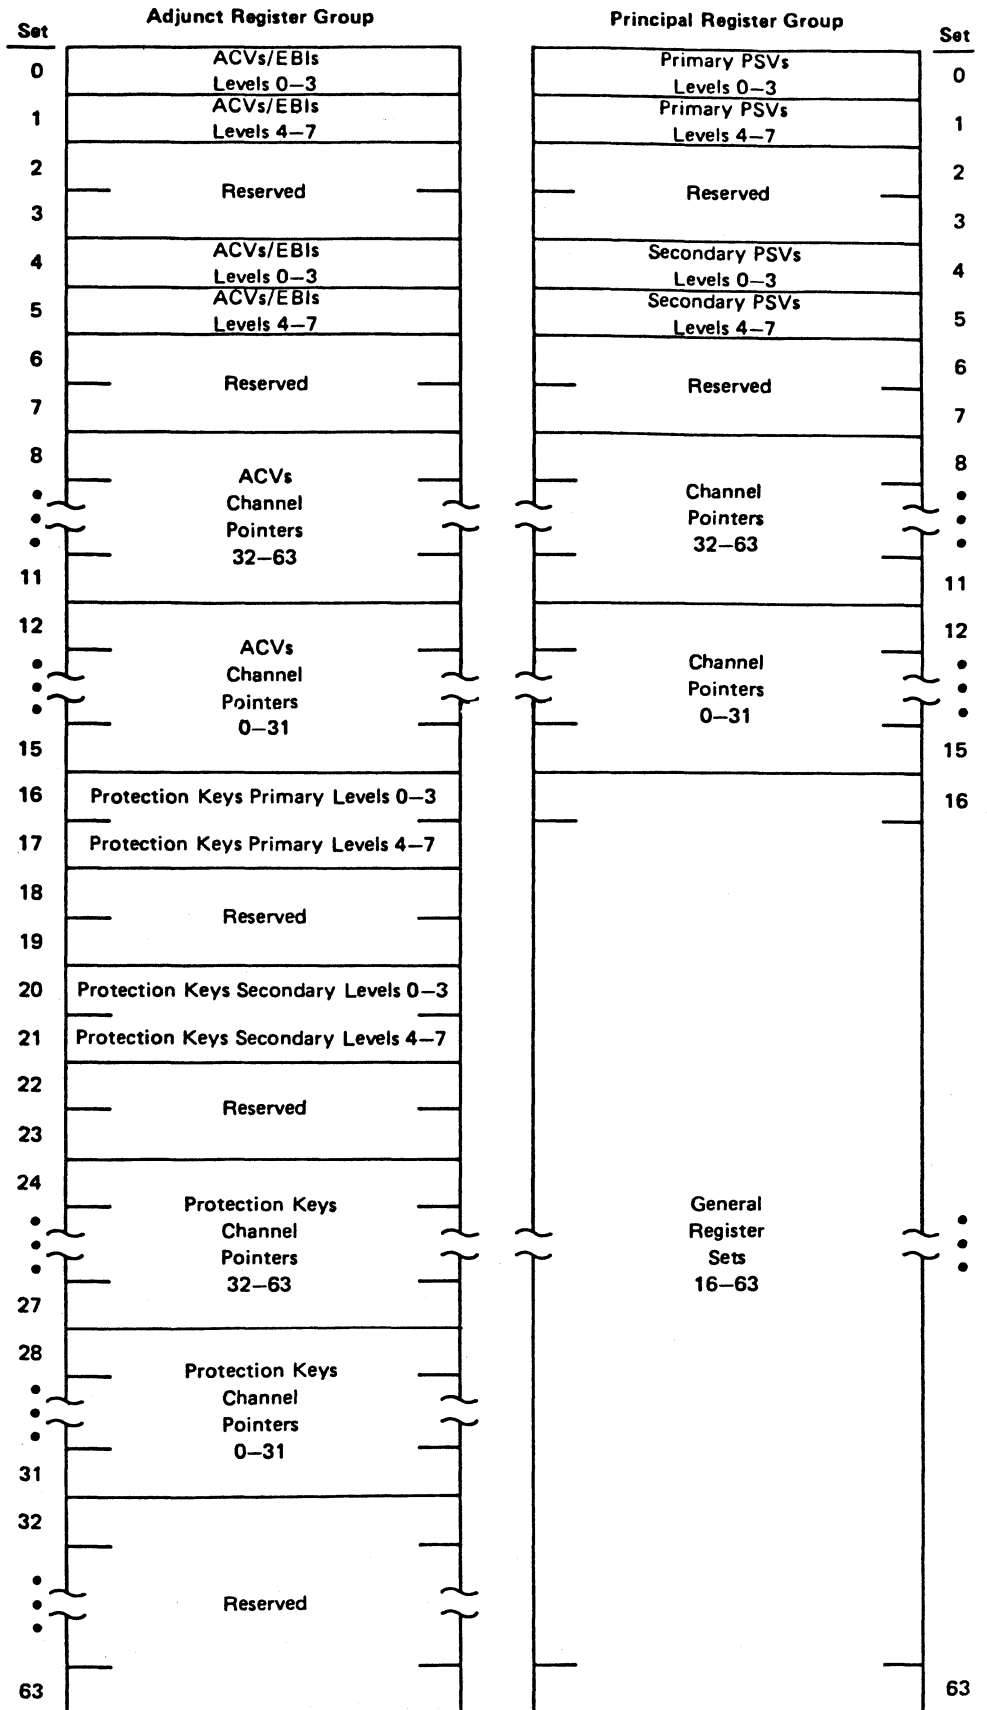 Adjunct Register Group
Set
0
ACVs/EBIs
Levels 0—3
1
ACVs/EBIs
Levels 4—7
2
Reserved
3
4
ACVs/EBIs
Levels 0—3
5
ACVs/EBIs
Levels 4—7
6
Reserved
7
8
ACVs
Channel
Pointers
32—63
11
12
ACVs
Channel
Pointers
0—31
15
16
Protection Keys Primary Levels 0—3
17
Protection Keys Primary Levels 4—7
18
Reserved
19
20
Protection Keys Secondary Levels 0—3
21
Protection Keys Secondary Levels 4—7
22
Reserved
23
24
Protection Keys
Channel
Pointers
32—63
27
28
Protection Keys
Channel
Pointers
0—31
31
32
Reserved
63
Principal Register Group
Set
Primary PSVs
Levels 0—3
0
Primary PSVs
Levels 4—7
1
2
Reserved
3
Secondary PSVs
Levels 0—3
4
Secondary PSVs
Levels 4—7
5
6
Reserved
7
8
Channel
Pointers
32—63
11
12
Channel
Pointers
0—31
15
16
General
Register
Sets
16—63
63